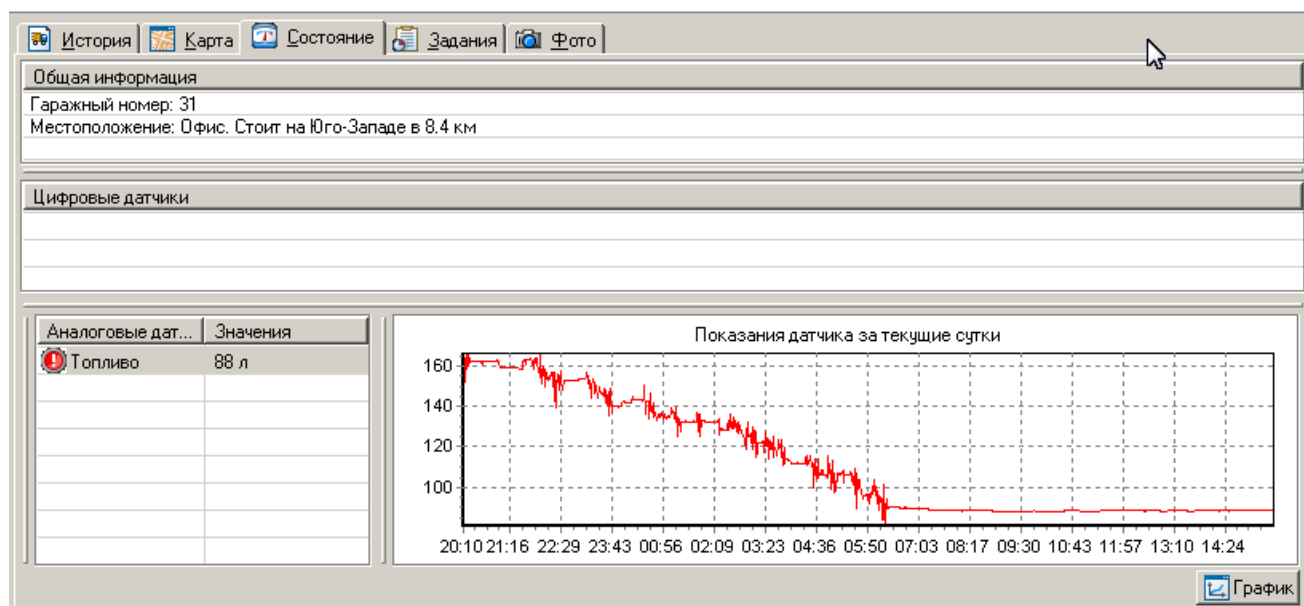 История Карта Состояние Задания Фото
Общая информация
Гаражный номер: 31
Местоположение: Офис. Стоит на Юго-Западе в 8.4 км
Цифровые датчики
Аналоговые дат... Значения
Топливо 88 л
Показания датчика за текущие сутки
160
140
120
100
20:10 21:16 22:29 23:43 00:56 02:09 03:23 04:36 05:50 07:03 08:17 09:30 10:43 11:57 13:10 14:24
График